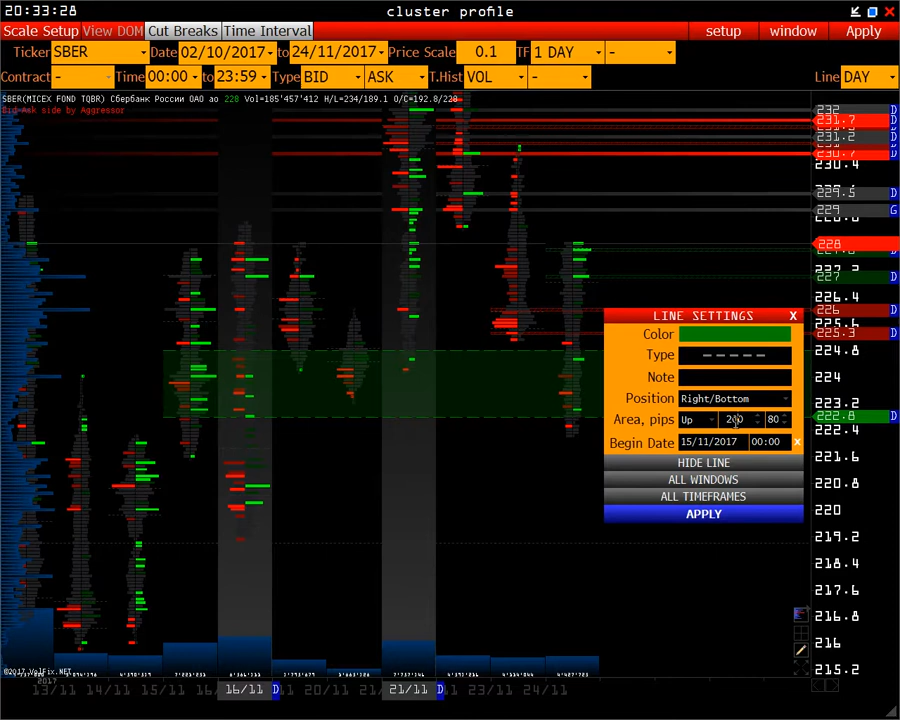 20:33:28 cluster profile
Scale Setup View DOM Cut Breaks Time Interval setup window Apply
Ticker SBER Date 02/10/2017 to 24/11/2017 Price Scale 0.1 TF 1 DAY -
Contract - Time 00:00 to 23:59 Type BID ASK T.Hist VOL - Line DAY
SBER(MICEX FOND TQBR) Сбербанк России ОАО ао 228 Vol=185'457'412 H/L=234/189.1 O/C=192.8/228
Bid Ask side by Aggressor
232 D
231.7 D
231.2 D
D
230.7 D
230.4
229.5 D
229 G
228
D
227 D
226.4
226 D
225.6
225.3 D
224.8
224
223.2
222.8 D
222.4
221.6
220.8
220
219.2
218.4
217.6
216.8
216
215.2
LINE SETTINGS X
Color
Type - - - - -
Note
Position Right/Bottom
Area, pips Up 80
Begin Date 15/11/2017 00:00 x
HIDE LINE
ALL WINDOWS
ALL TIMEFRAMES
APPLY
©2017 VolFix.NET
2017
13/11 14/11 15/11 16/11 D 20/11 21/11 D 23/11 24/11